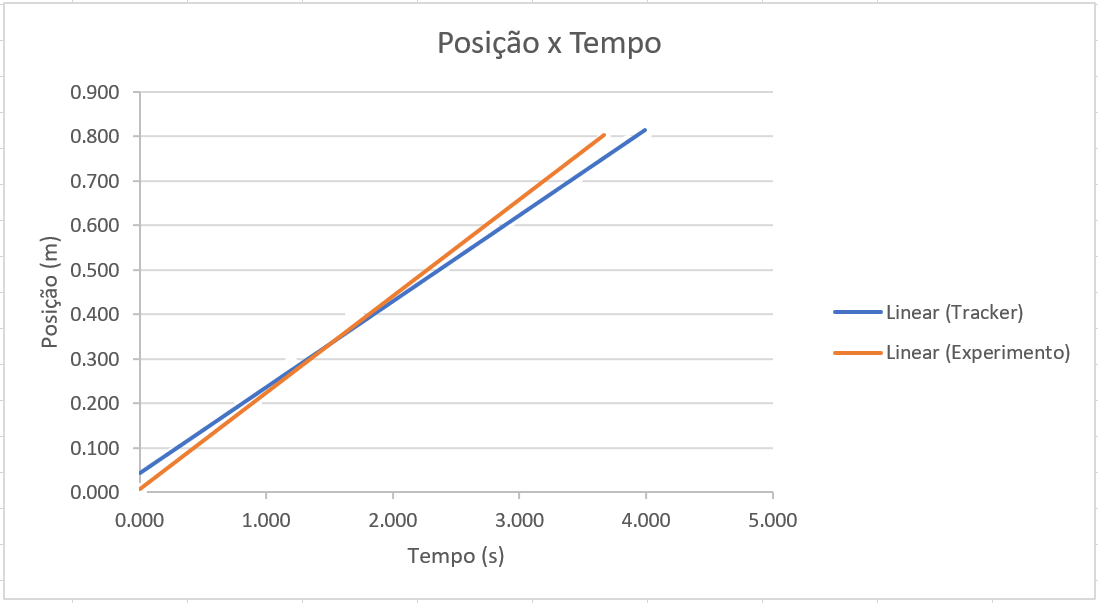 Posição x Tempo
0.900
0.800
0.700
0.600
0.500
0.400
0.300
0.200
0.100
0.000
Posição (m)
0.000 1.000 2.000 3.000 4.000 5.000
Tempo (s)
Linear (Tracker)
Linear (Experimento)